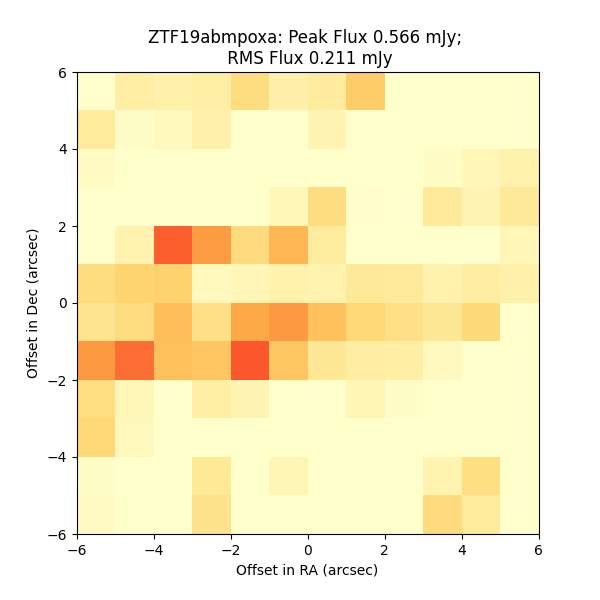 ZTF19abmpoxa: Peak Flux 0.566 mJy;
RMS Flux 0.211 mJy
6
4
2
0
−2
−4
−6
Offset in Dec (arcsec)
−6 −4 −2 0 2 4 6
Offset in RA (arcsec)